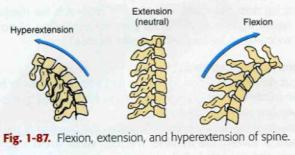 Extension
(neutral)
Hyperextension
Flexion
Fig. 1-87. Flexion, extension, and hyperextension of spine.